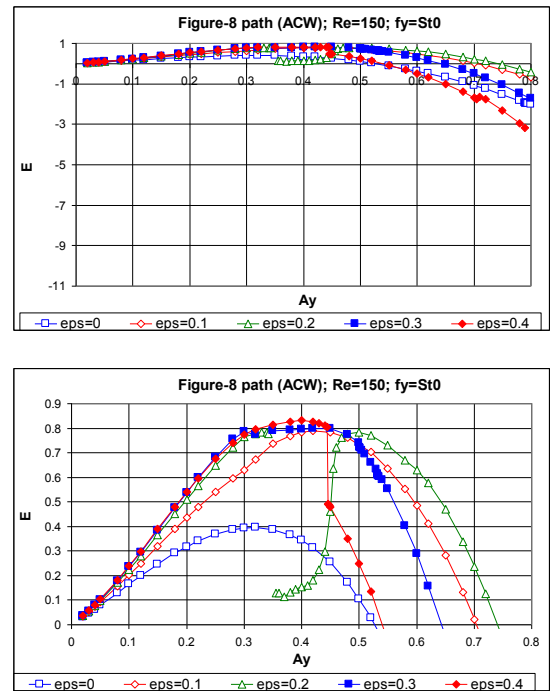 Figure-8 path (ACW); Re=150; fy=St0
1
-1
-3
-5
-7
-9
-11
E
0 0.1 0.2 0.3 0.4 0.5 0.6 0.7 0.8
Ay
eps=0 eps=0.1 eps=0.2 eps=0.3 eps=0.4
Figure-8 path (ACW); Re=150; fy=St0
0.9
0.8
0.7
0.6
0.5
0.4
0.3
0.2
0.1
0
E
0 0.1 0.2 0.3 0.4 0.5 0.6 0.7 0.8
Ay
eps=0 eps=0.1 eps=0.2 eps=0.3 eps=0.4